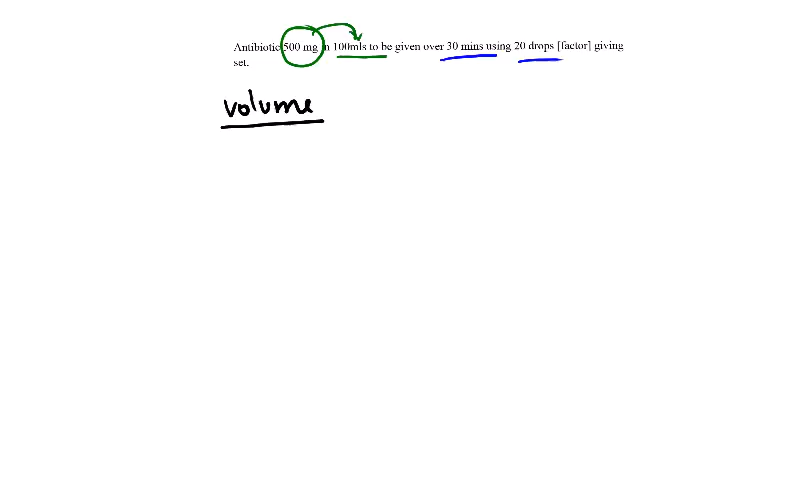 Antibiotic 500 mg in 100mls to be given over 30 mins using 20 drops [factor] giving
set.
volume